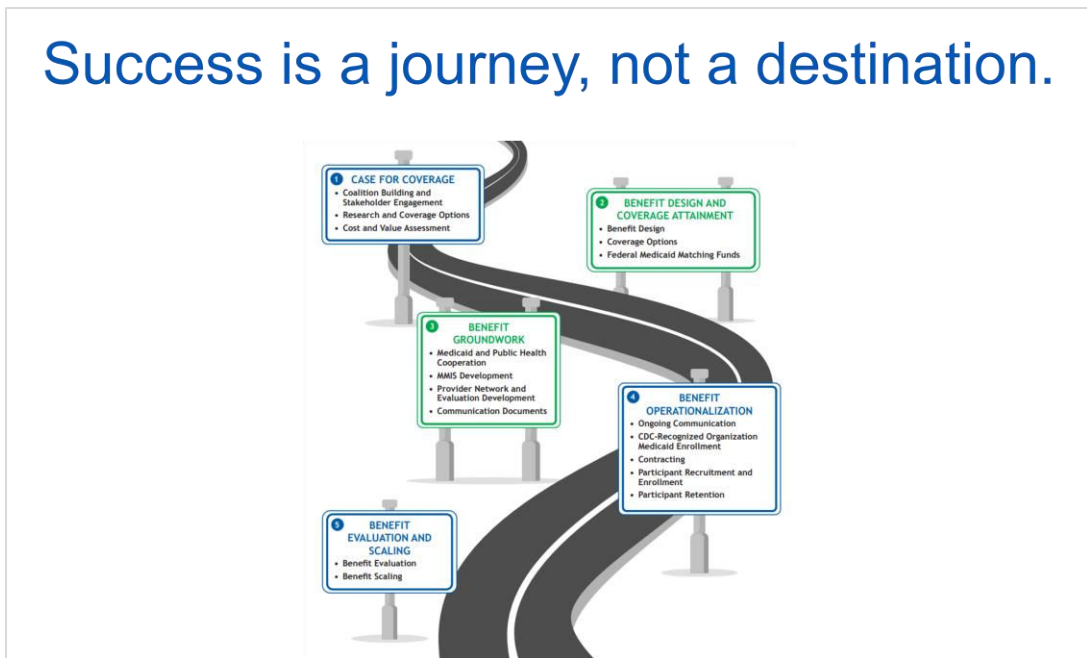 Success is a journey, not a destination.
1 CASE FOR COVERAGE
• Coalition Building and
Stakeholder Engagement
• Research and Coverage Options
• Cost and Value Assessment
2 BENEFIT DESIGN AND
COVERAGE ATTAINMENT
• Benefit Design
• Coverage Options
• Federal Medicaid Matching Funds
3 BENEFIT
GROUNDWORK
• Medicaid and Public Health
Cooperation
• MMIS Development
• Provider Network and
Evaluation Development
• Communication Documents
4 BENEFIT
OPERATIONALIZATION
• Ongoing Communication
• CDC-Recognized Organization
Medicaid Enrollment
• Contracting
• Participant Recruitment and
Enrollment
• Participant Retention
5 BENEFIT
EVALUATION AND
SCALING
• Benefit Evaluation
• Benefit Scaling